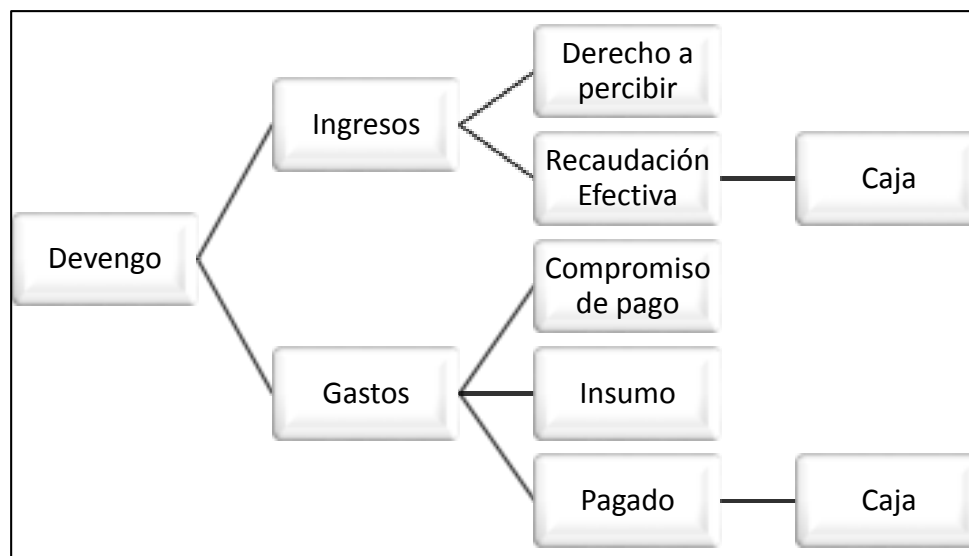 Devengo
Ingresos
Derecho a
percibir
Recaudación
Efectiva
Caja
Gastos
Compromiso
de pago
Insumo
Pagado
Caja